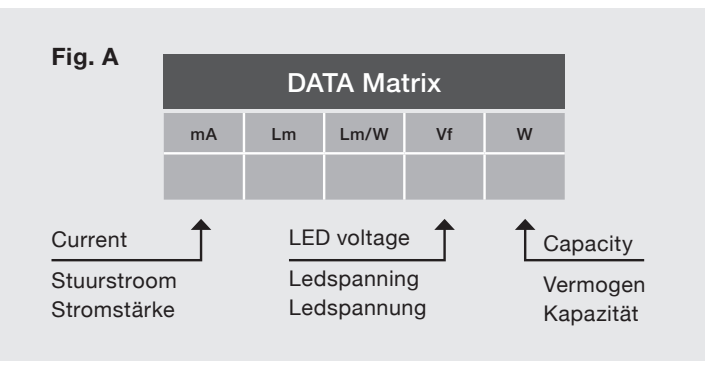 Fig. A
DATA Matrix
mA Lm Lm/W Vf W
Current
Stuurstroom
Stromstärke
LED voltage
Ledspanning
Ledspannung
Capacity
Vermogen
Kapazität